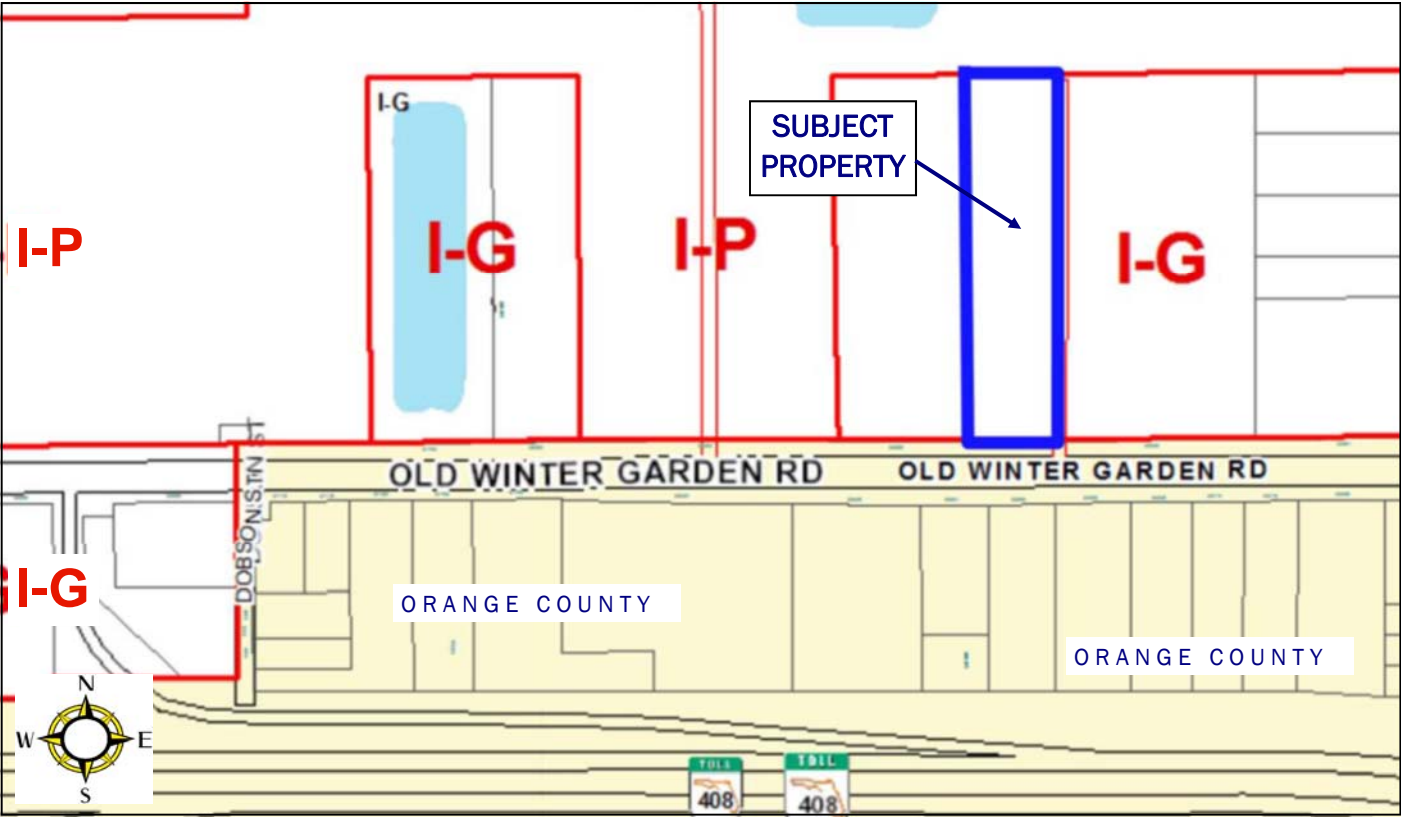 I-G
SUBJECT
PROPERTY
I-P
I-G
I-P
I-G
OLD WINTER GARDEN RD
OLD WINTER GARDEN RD
DOBSON ST
I-G
ORANGE COUNTY
ORANGE COUNTY
N
W
E
S
TOLL
408
TOLL
408